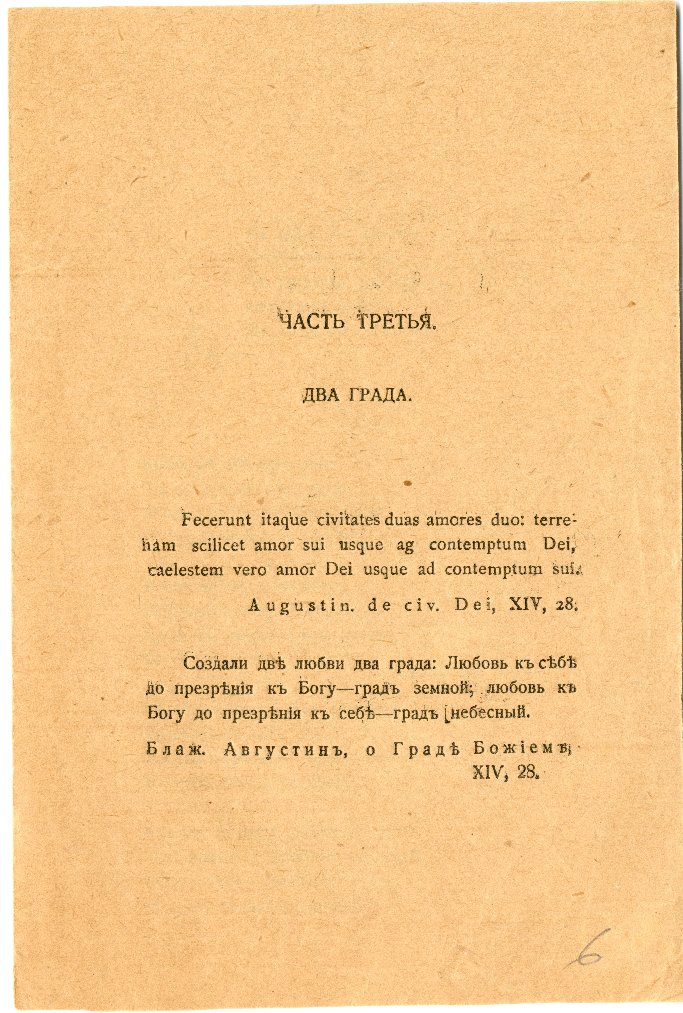 ЧАСТЬ ТРЕТЬЯ.
ДВА ГРАДА.
Fecerunt itaque civitates duas amores duo: terre-
nam scilicet amor sui usque ag contemptum Dei,
caelestem vero amor Dei usque ad contemptum sui.
Augustin. de civ. Dei, XIV, 28.
Создали двѣ любви два града: Любовь къ сѣбѣ
до презрѣнія къ Богу—градъ земной; любовь къ
Богу до презрѣнія къ себѣ—градъ небесный.
Блаж. Августинъ, о Градѣ Божіемъ,
XIV, 28.
6